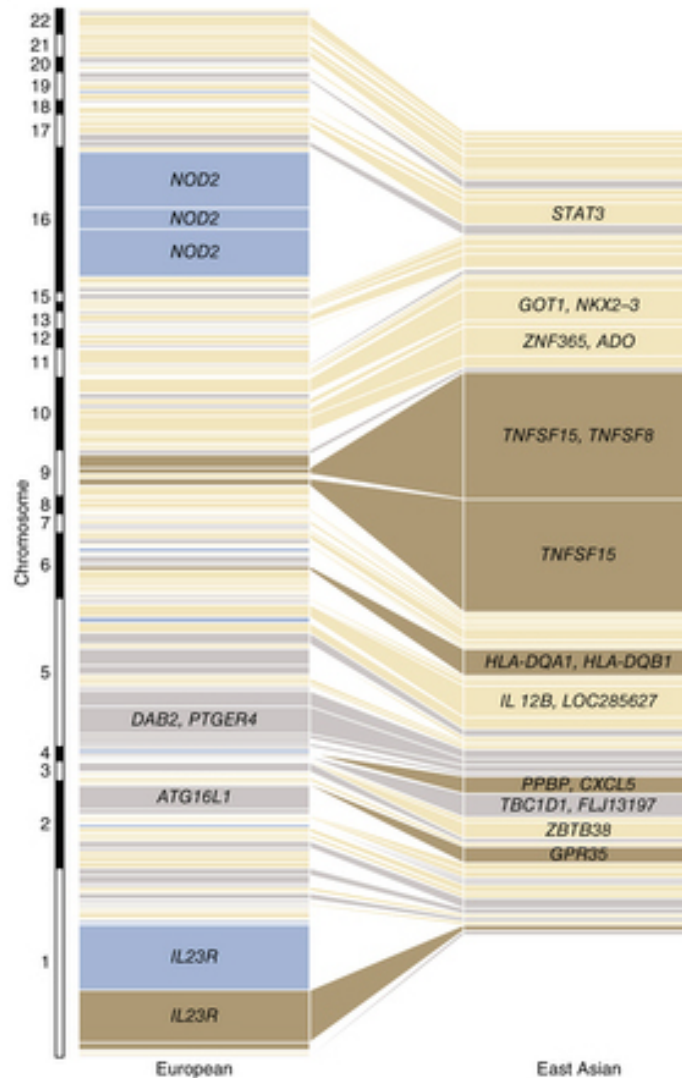 22
21
20
19
18
17
16
15
13
12
11
10
9
8
7
6
5
4
3
2
1
Chromosome
NOD2
NOD2
NOD2
DAB2, PTGER4
ATG16L1
IL23R
IL23R
European
STAT3
GOT1, NKX2–3
ZNF365, ADO
TNFSF15, TNFSF8
TNFSF15
HLA-DQA1, HLA-DQB1
IL 12B, LOC285627
PPBP, CXCL5
TBC1D1, FLJ13197
ZBTB38
GPR35
East Asian